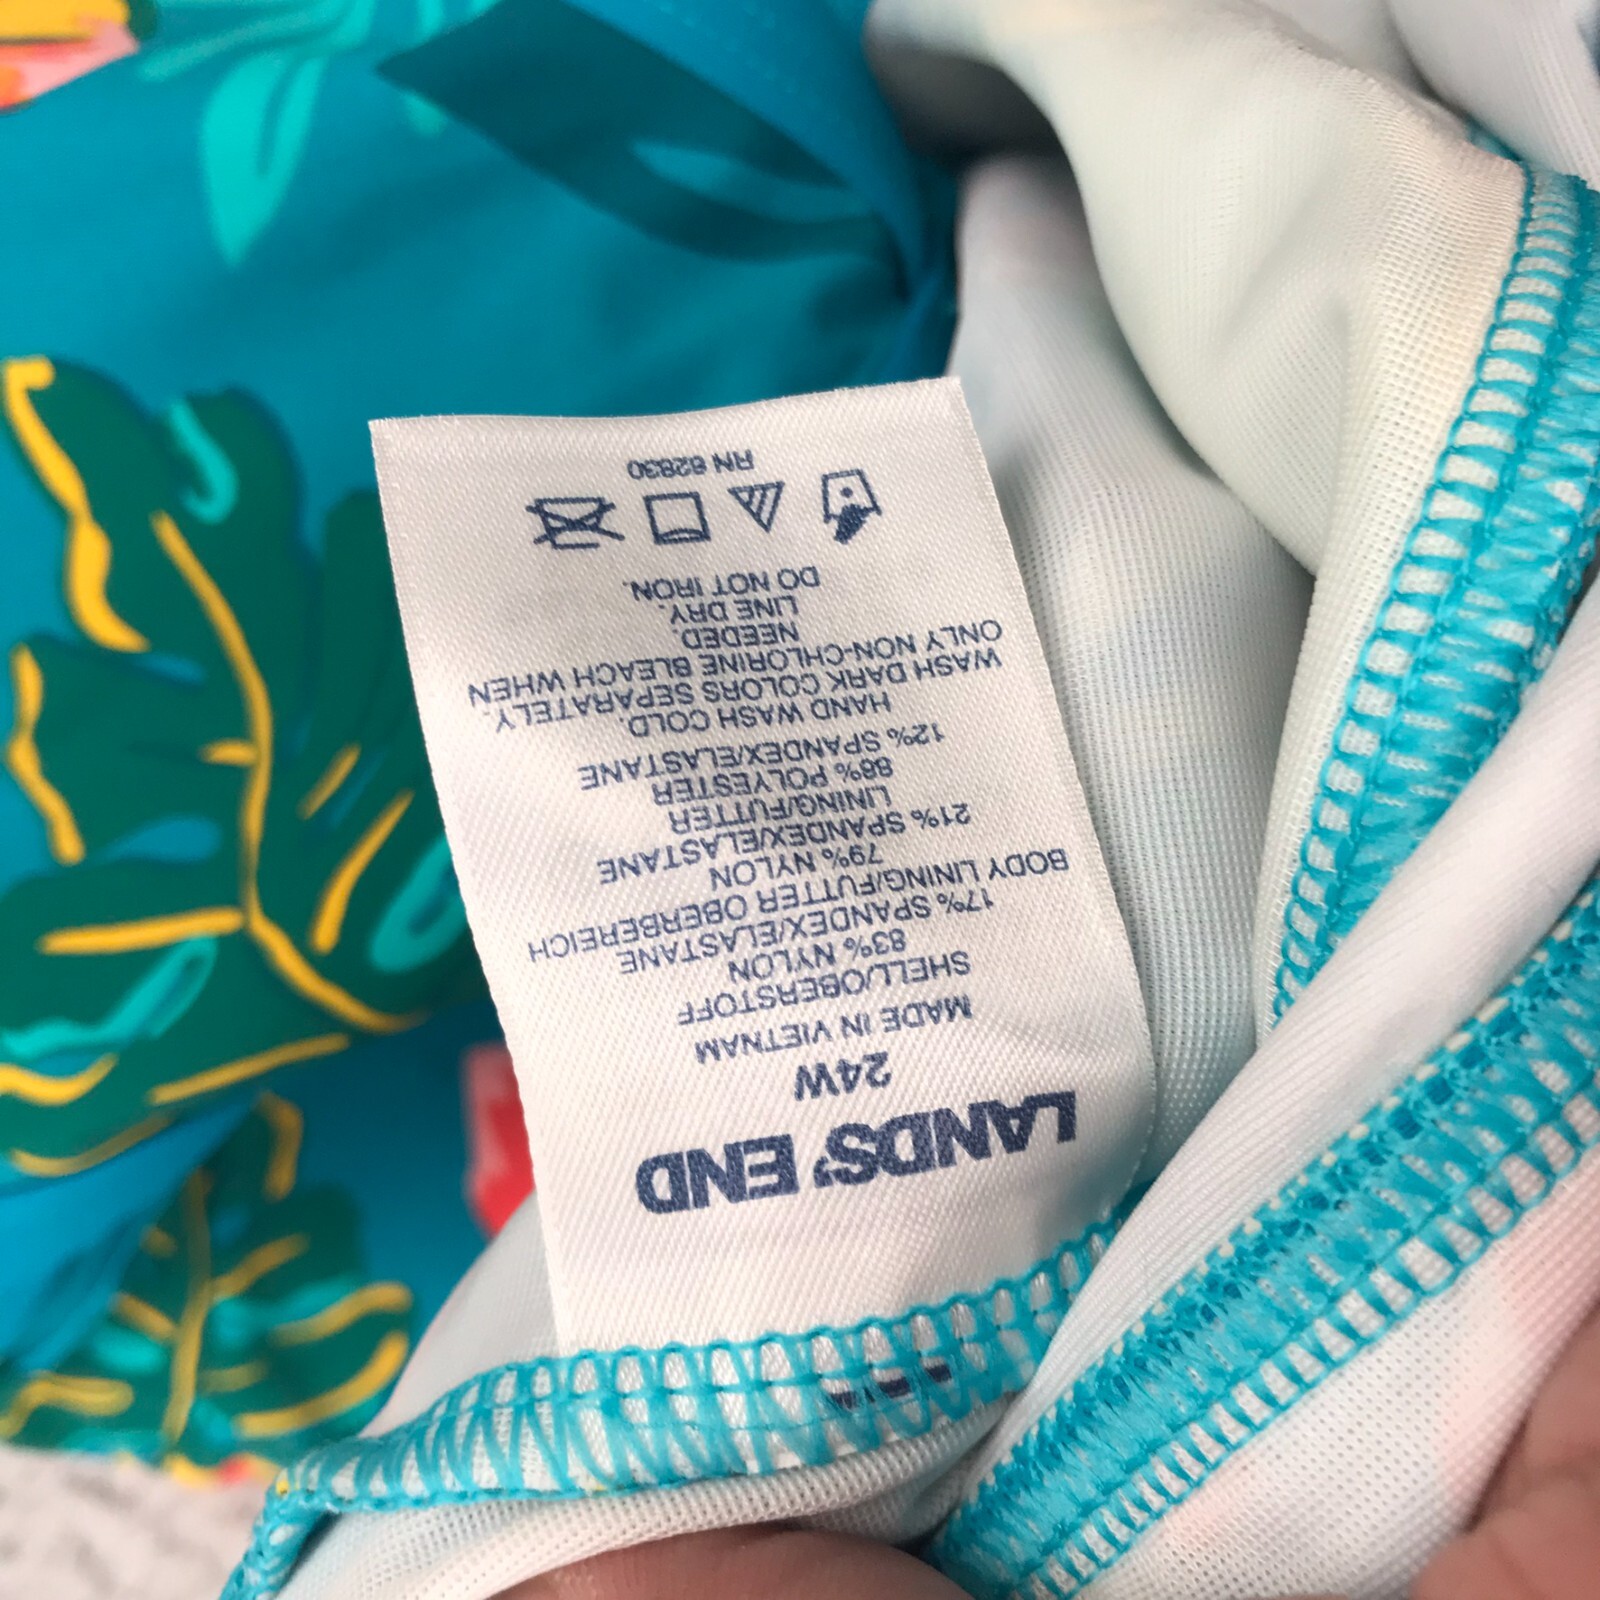 LANDS' END
24W
MADE IN VIETNAM
SHELL/OBERSTOFF
83% NYLON
17% SPANDEX/ELASTANE
BODY LINING/FUTTER OBERBEREICH
79% NYLON
21% SPANDEX/ELASTANE
LINING/FUTTER
88% POLYESTER
12% SPANDEX/ELASTANE
HAND WASH COLD.
WASH DARK COLORS SEPARATELY.
ONLY NON-CHLORINE BLEACH WHEN
NEEDED.
LINE DRY.
DO NOT IRON.
RN 62830